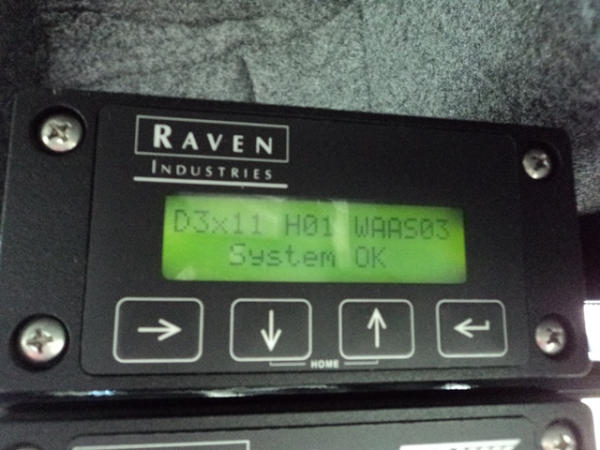 RAVEN
INDUSTRIES
D3x11 H01 WAAS03
System OK
HOME